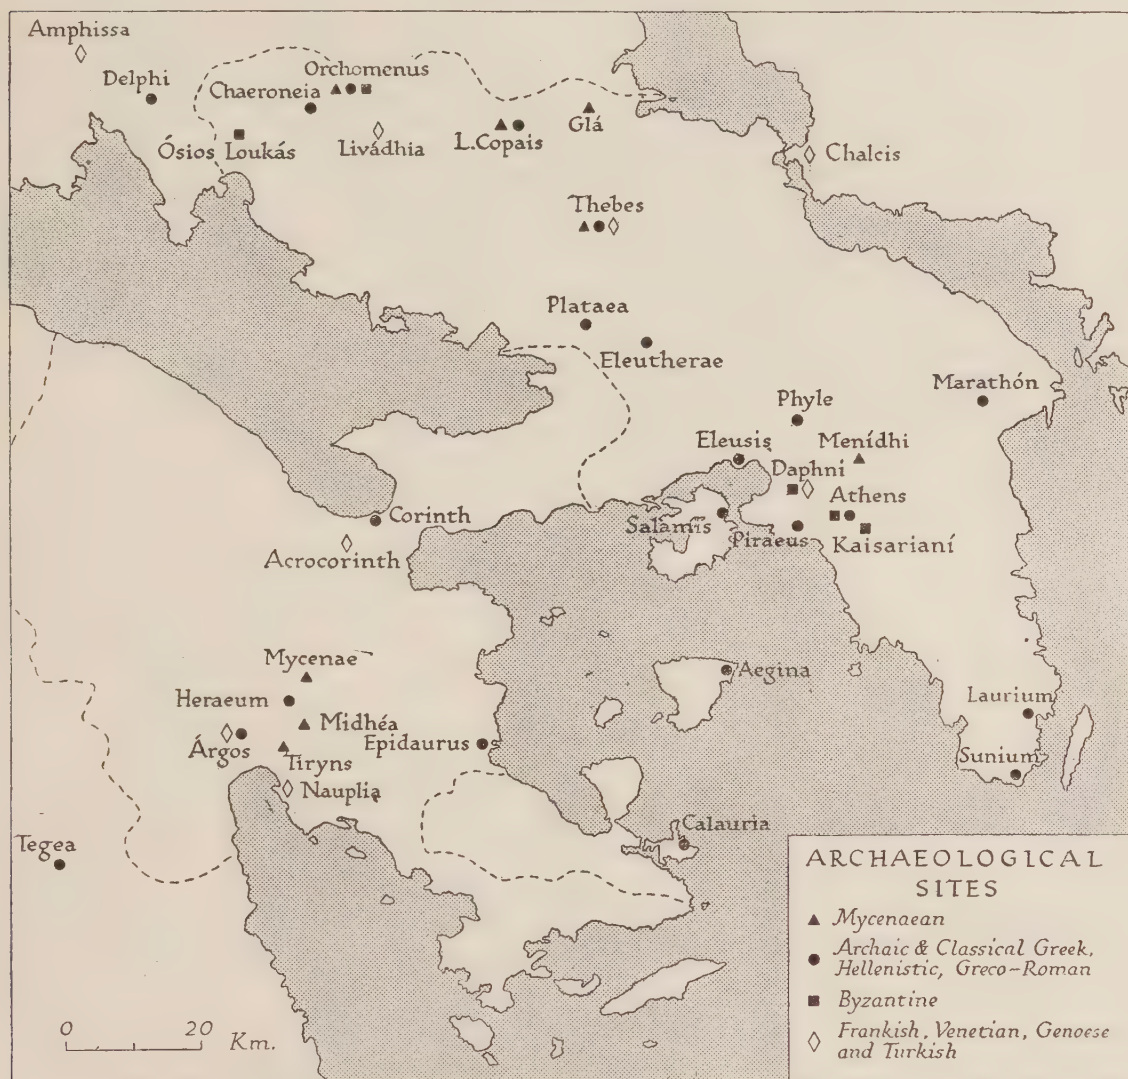 Amphissa
Delphi
Orchomenus
Chaeroneia
Ósios Loukás
Livádhia
L.Copais
Glá
Chalcis
Thebes
Plataea
Eleutherae
Marathón
Phyle
Eleusis
Menídhi
Daphni
Athens
Corinth
Salamis
Piraeus
Kaisarianí
Acrocorinth
Mycenae
Aegina
Heraeum
Laurium
Midhéa
Árgos
Epidaurus
Tiryns
Sunium
Nauplia
Calauria
Tegea
ARCHAEOLOGICAL
SITES
Mycenaean
Archaic & Classical Greek,
Hellenistic, Greco-Roman
Byzantine
Frankish, Venetian, Genoese
and Turkish
0 20 Km.